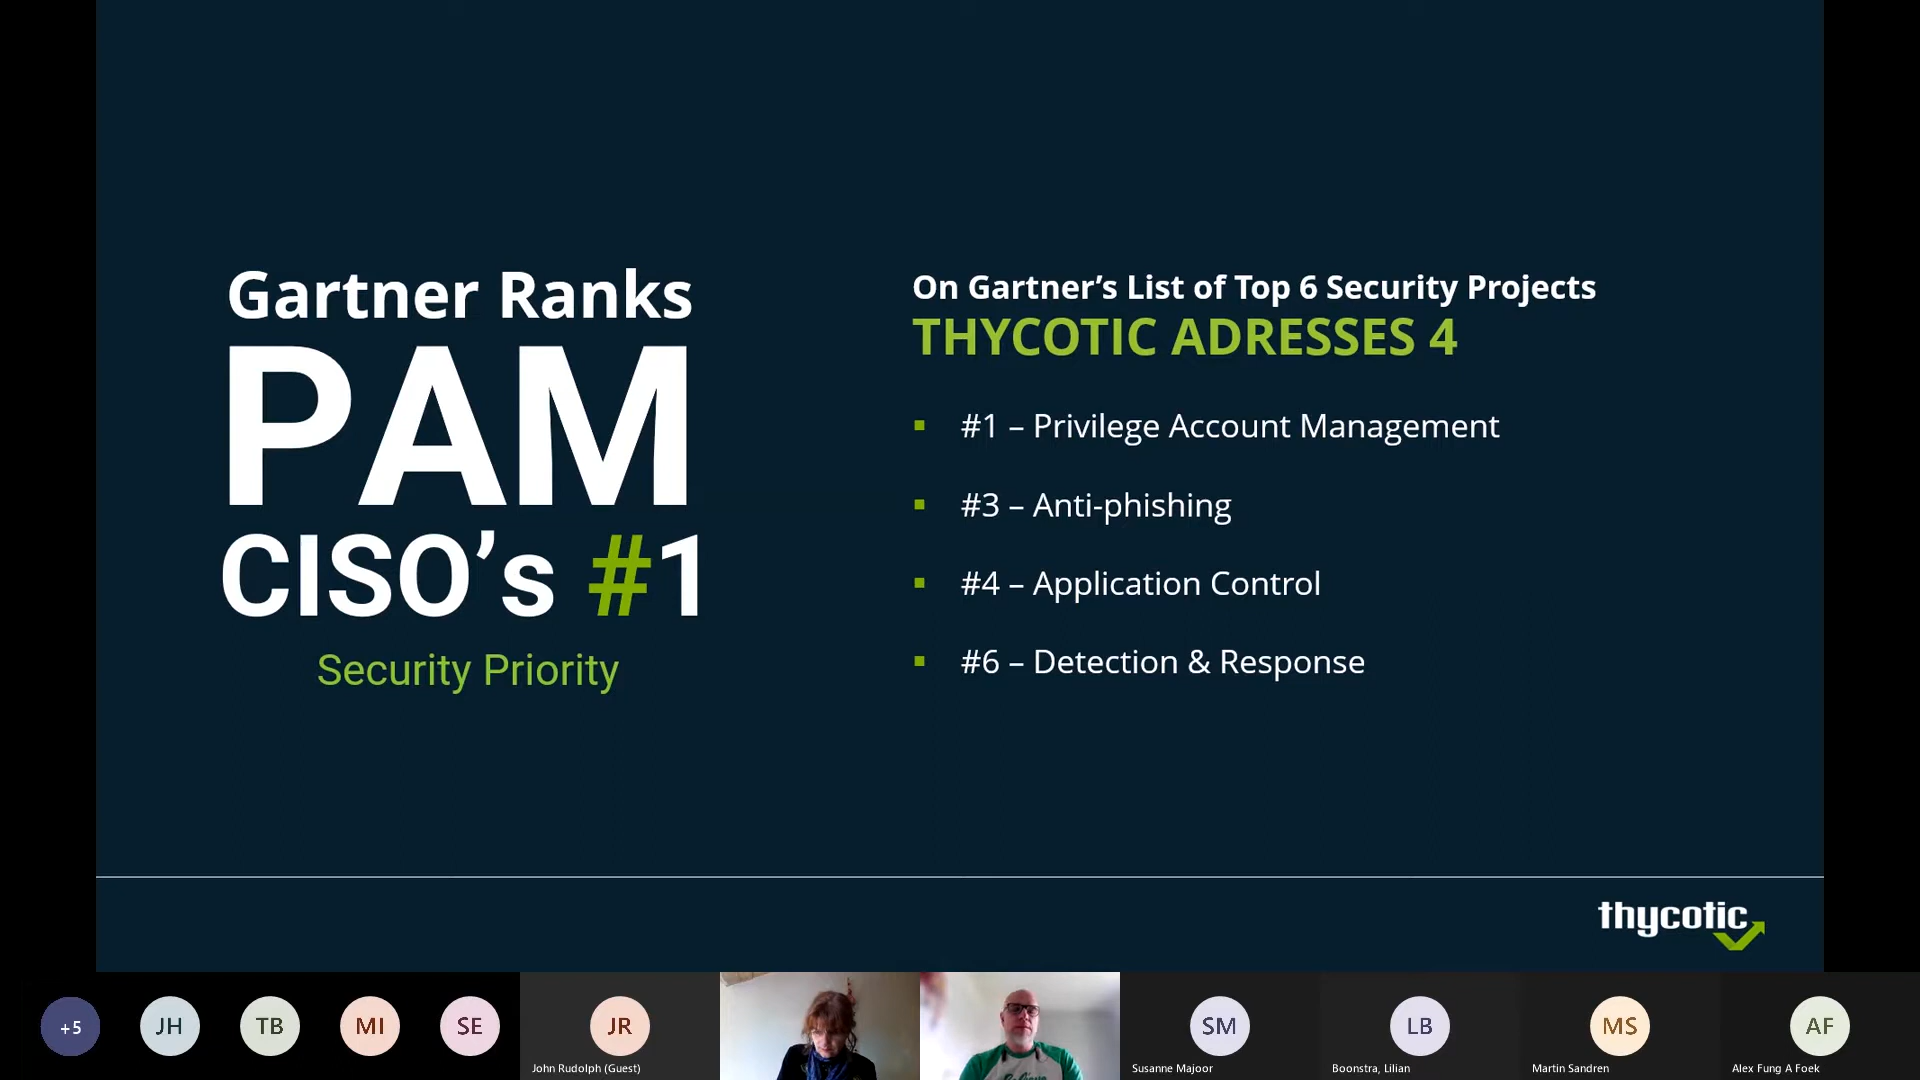 Gartner Ranks
PAM
CISO’s #1
Security Priority
On Gartner’s List of Top 6 Security Projects
THYCOTIC ADRESSES 4
▪ #1 – Privilege Account Management
▪ #3 – Anti-phishing
▪ #4 – Application Control
▪ #6 – Detection & Response
thycotic
+5
JH
TB
MI
SE
JR
John Rudolph (Guest)
SM
Susanne Majoor
LB
Boonstra, Lilian
MS
Martin Sandren
AF
Alex Fung A Foek